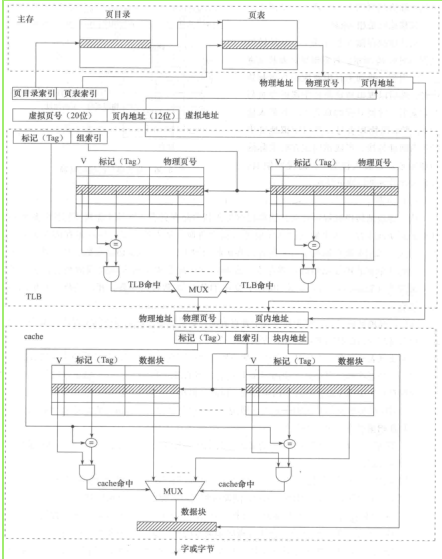 主存
页目录
页表
物理地址 物理页号 页内地址
页目录索引 页表索引
虚拟页号（20位） 页内地址（12位） 虚拟地址
标记（Tag） 组索引
V 标记（Tag） 物理页号
V 标记（Tag） 物理页号
=
=
TLB命中
MUX
TLB命中
TLB
物理地址 物理页号 页内地址
cache
标记（Tag） 组索引 块内地址
V 标记（Tag） 数据块
V 标记（Tag） 数据块
=
=
cache命中
MUX
cache命中
数据块
字或字节